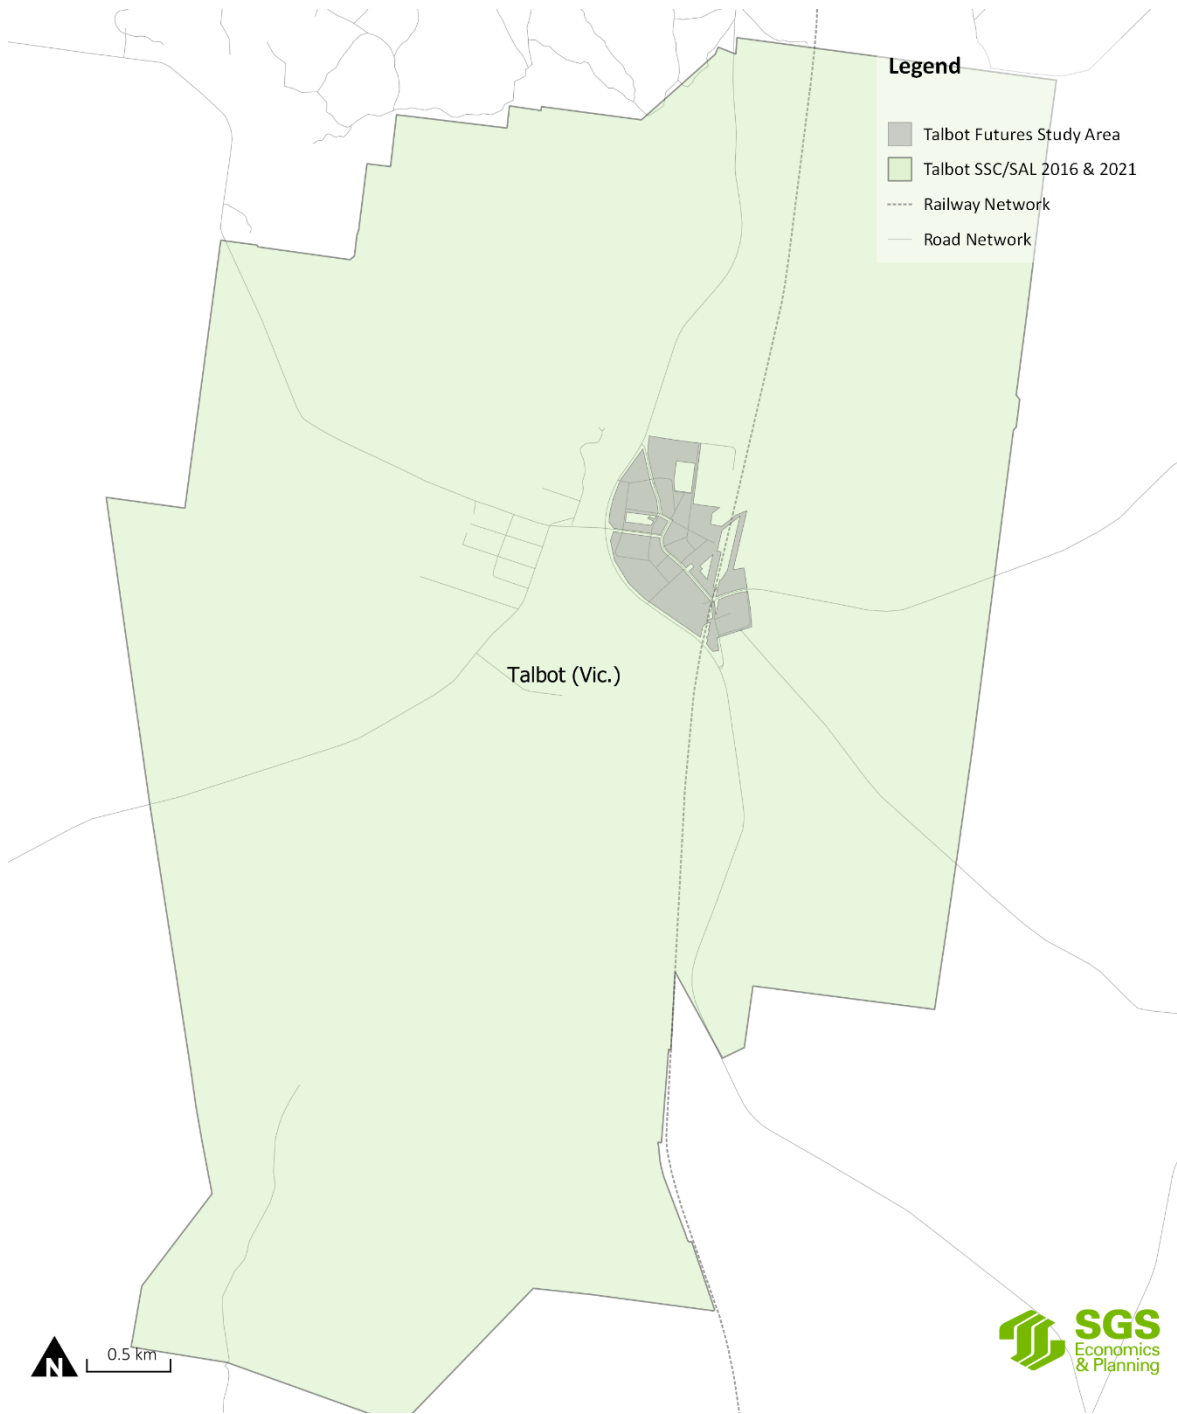 Legend
Talbot Futures Study Area
Talbot SSC/SAL 2016 & 2021
Railway Network
Road Network
Talbot (Vic.)
N
0.5 km
SGS
Economics
& Planning